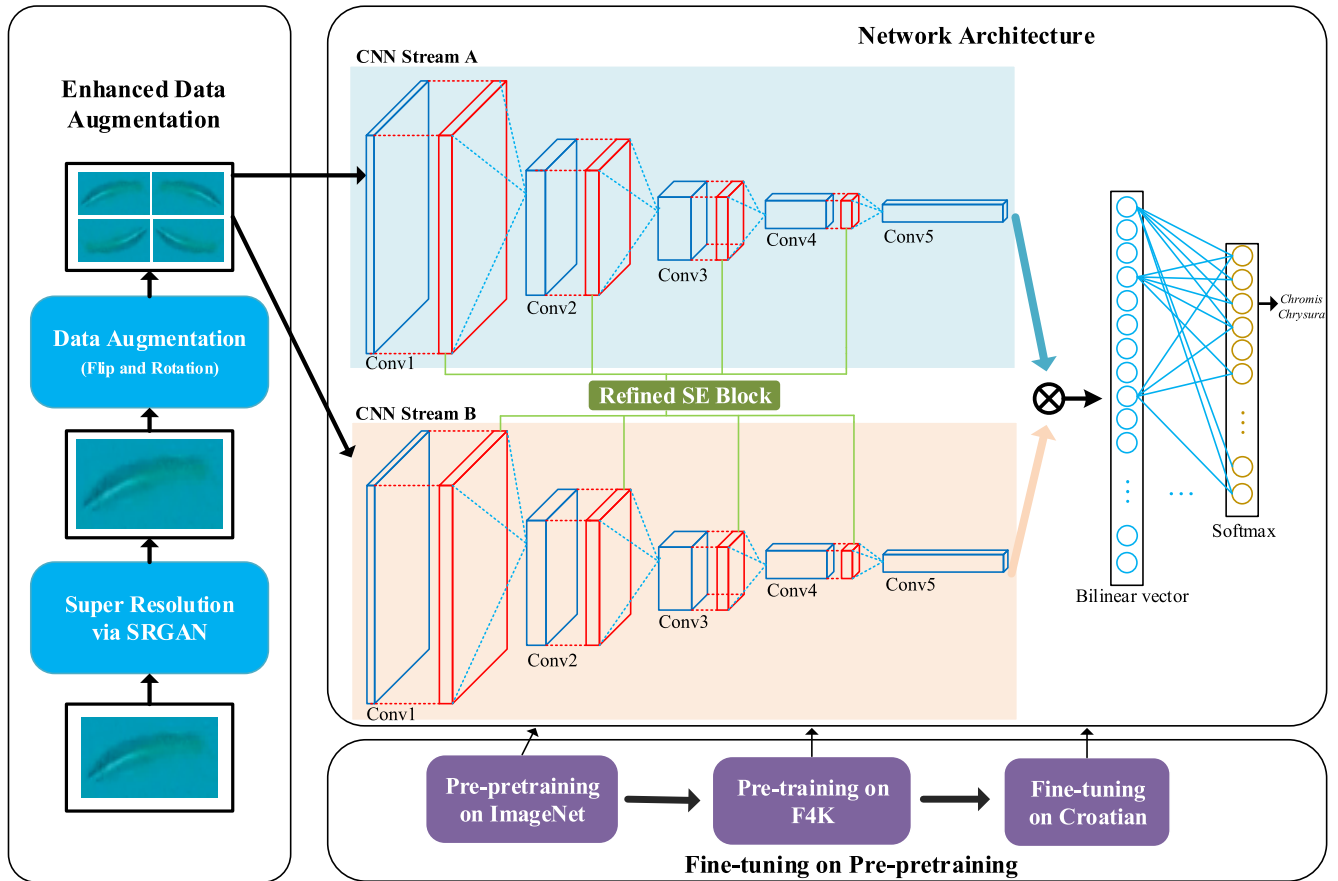 Enhanced Data
Augmentation
Data Augmentation
(Flip and Rotation)
Super Resolution
via SRGAN
Network Architecture
CNN Stream A
Conv1
Conv2
Conv3
Conv4
Conv5
Refined SE Block
CNN Stream B
Conv1
Conv2
Conv3
Conv4
Conv5
Bilinear vector
Softmax
Chromis
Chrysura
Pre-pretraining
on ImageNet
Pre-training on
F4K
Fine-tuning
on Croatian
Fine-tuning on Pre-pretraining